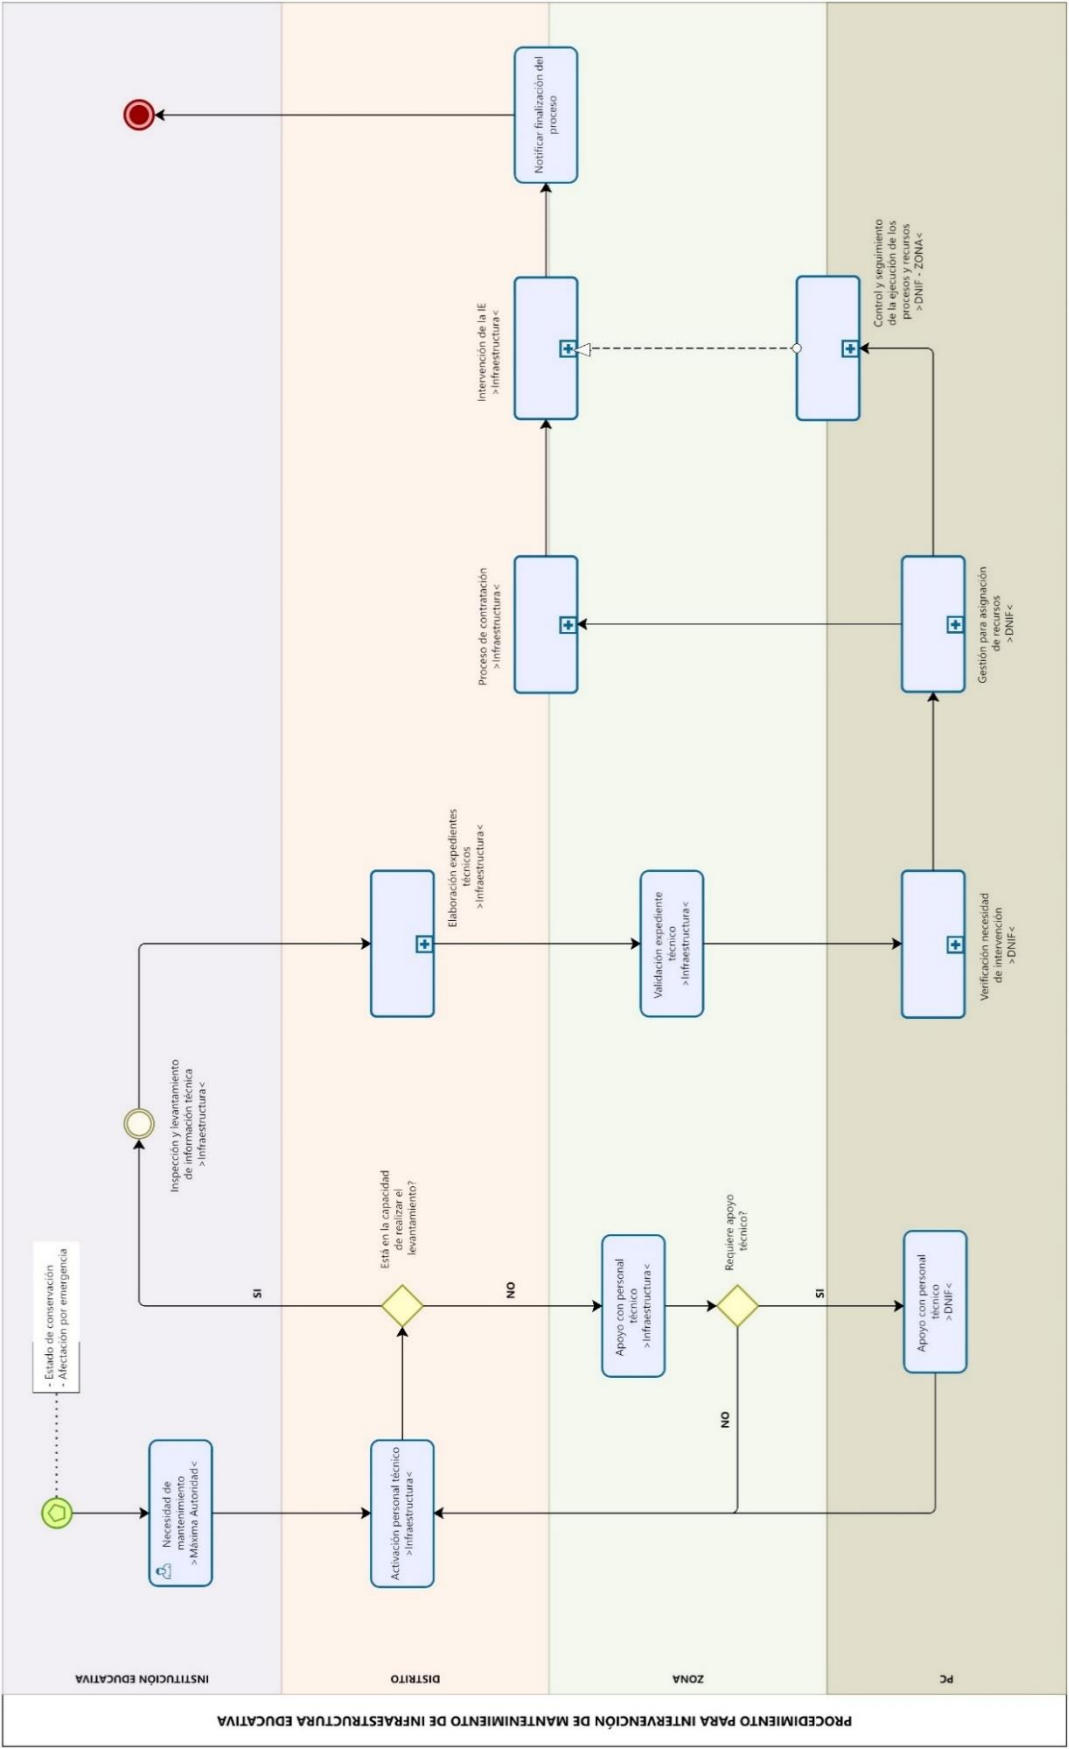 PROCEDIMIENTO PARA INTERVENCIÓN DE MANTENIMIENTO DE INFRAESTRUCTURA EDUCATIVA
INSTITUCIÓN EDUCATIVA
- Estado de conservación
- Afectación por emergencia
Necesidad de
mantenimiento
>Máxima Autoridad<
Inspección y levantamiento
de información técnica
>Infraestructura<
SI
DISTRITO
Activación personal técnico
>Infraestructura<
Está en la capacidad
de realizar el
levantamiento?
NO
Elaboración expedientes
técnicos
>Infraestructura<
Proceso de contratación
>Infraestructura<
Intervención de la IE
>Infraestructura<
Notificar finalización del
proceso
ZONA
Apoyo con personal
técnico
>Infraestructura<
Requiere apoyo
técnico?
NO
SI
Validación expediente
técnico
>Infraestructura<
PC
Apoyo con personal
técnico
>DNIF<
Verificación necesidad
de intervención
>DNIF<
Gestión para asignación
de recursos
>DNIF<
Control y seguimiento
de la ejecución de los
procesos y recursos
>DNIF - ZONA<